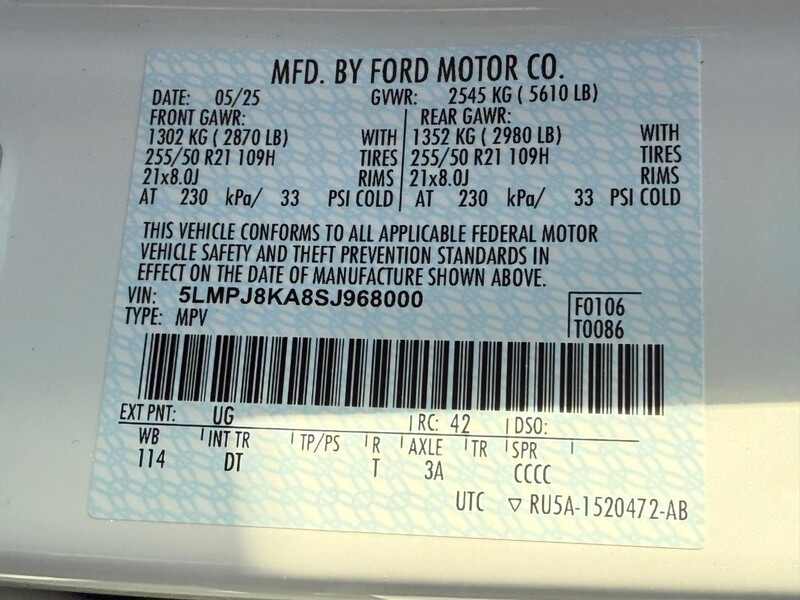 MFD. BY FORD MOTOR CO.
DATE: 05/25 GVWR: 2545 KG ( 5610 LB)
FRONT GAWR: REAR GAWR:
1302 KG ( 2870 LB) WITH 1352 KG ( 2980 LB) WITH
255/50 R21 109H TIRES 255/50 R21 109H TIRES
21x8.0J RIMS 21x8.0J RIMS
AT 230 kPa/ 33 PSI COLD AT 230 kPa/ 33 PSI COLD
THIS VEHICLE CONFORMS TO ALL APPLICABLE FEDERAL MOTOR
VEHICLE SAFETY AND THEFT PREVENTION STANDARDS IN
EFFECT ON THE DATE OF MANUFACTURE SHOWN ABOVE.
VIN: 5LMPJ8KA8SJ968000 F0106
TYPE: MPV T0086
EXT PNT: UG RC: 42 DSO:
WB INT TR TP/PS R AXLE TR SPR
114 DT T 3A CCCC
UTC ▽ RU5A-1520472-AB